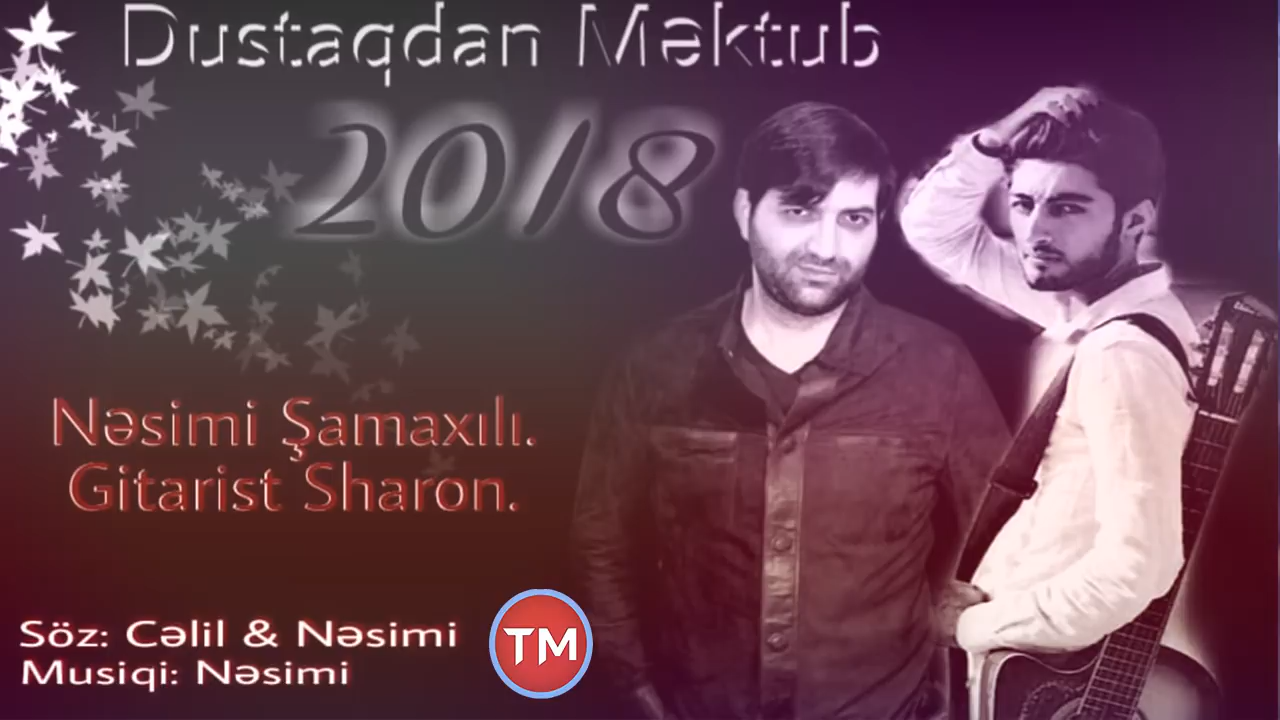 Dustaqdan Məktub
2018
Nəsimi Şamaxılı.
Gitarist Sharon.
Söz: Cəlil & Nəsimi
Musiqi: Nəsimi
TM